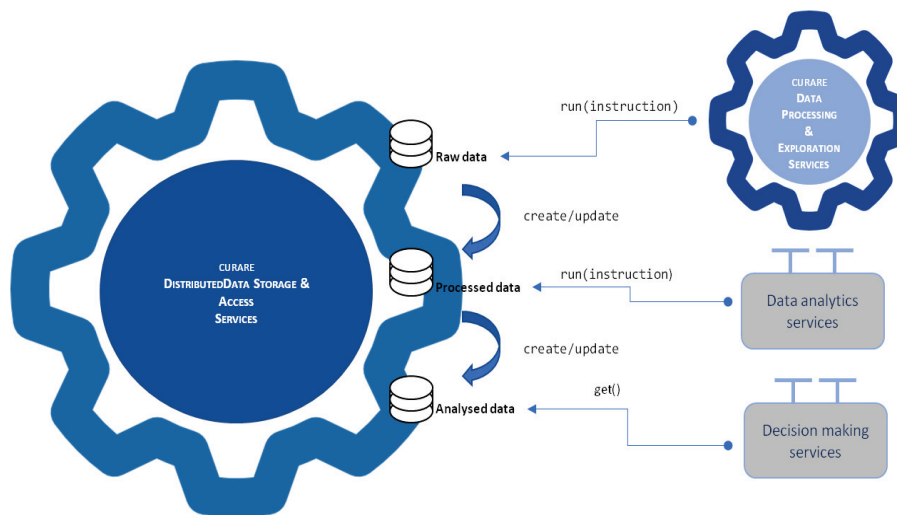 CURARE
DATA
PROCESSING
&
EXPLORATION
SERVICES
run(instruction)
Raw data
create/update
CURARE
DISTRIBUTEDDATA STORAGE &
ACCESS
SERVICES
run(instruction)
Processed data
Data analytics
services
create/update
get()
Analysed data
Decision making
services